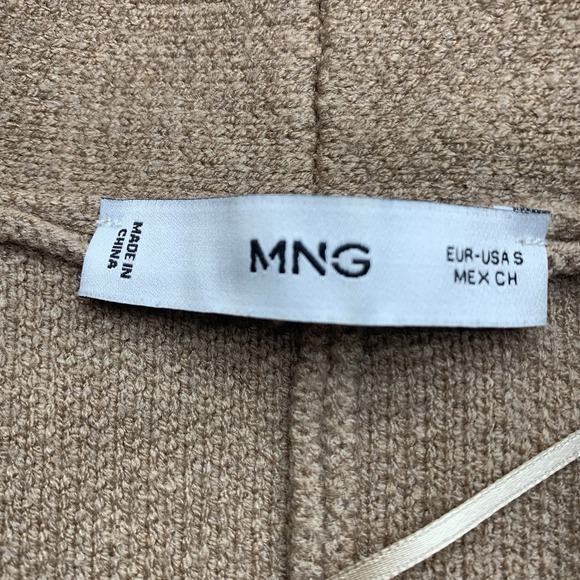 MADE IN
CHINA
MNG
EUR-USA S
MEX CH